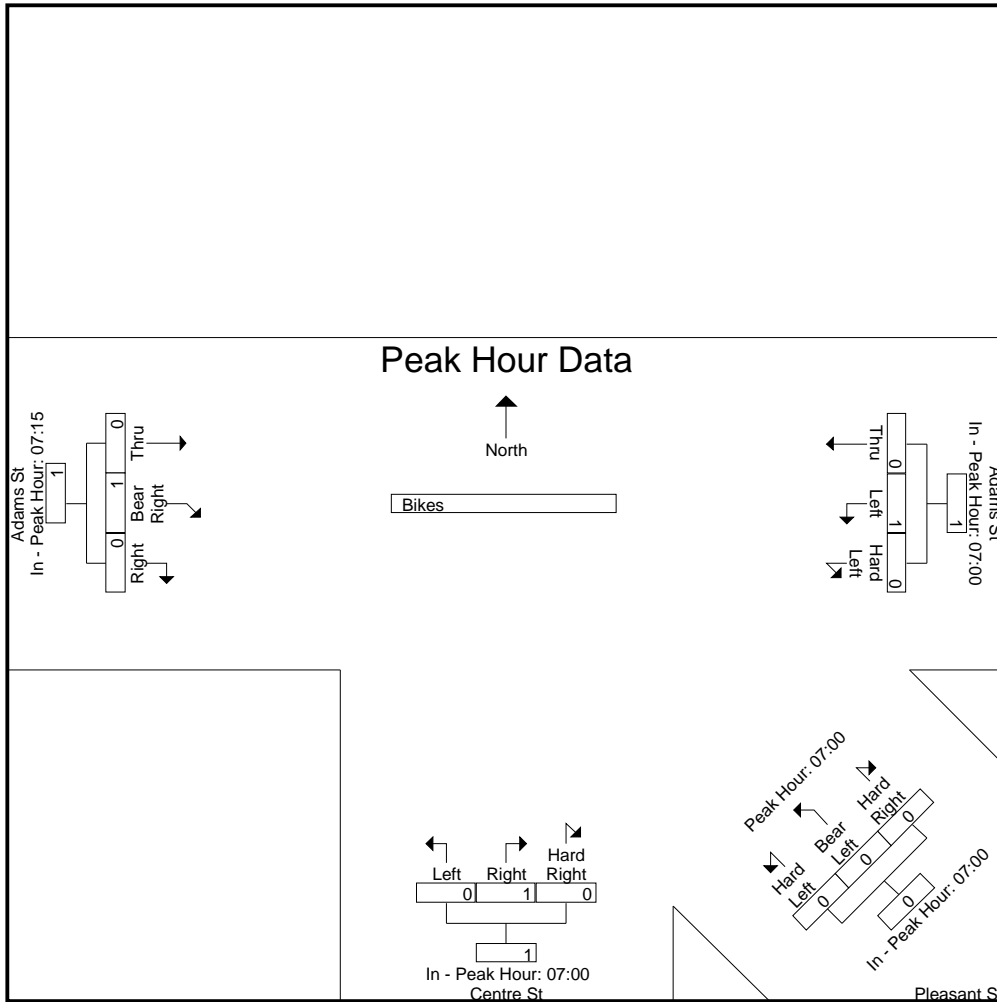 Peak Hour Data
North
Bikes
Adams St
In - Peak Hour: 07:15
1
0
1
0
Thru
Bear
Right
Right
Thru
Left
Hard
Left
0
1
0
1
In - Peak Hour: 07:00
Adams St
Left
Right
Hard
Right
0
1
0
1
In - Peak Hour: 07:00
Centre St
Peak Hour: 07:00
Hard
Left
Bear
Left
Hard
Right
0
0
0
0
In - Peak Hour: 07:00
Pleasant S